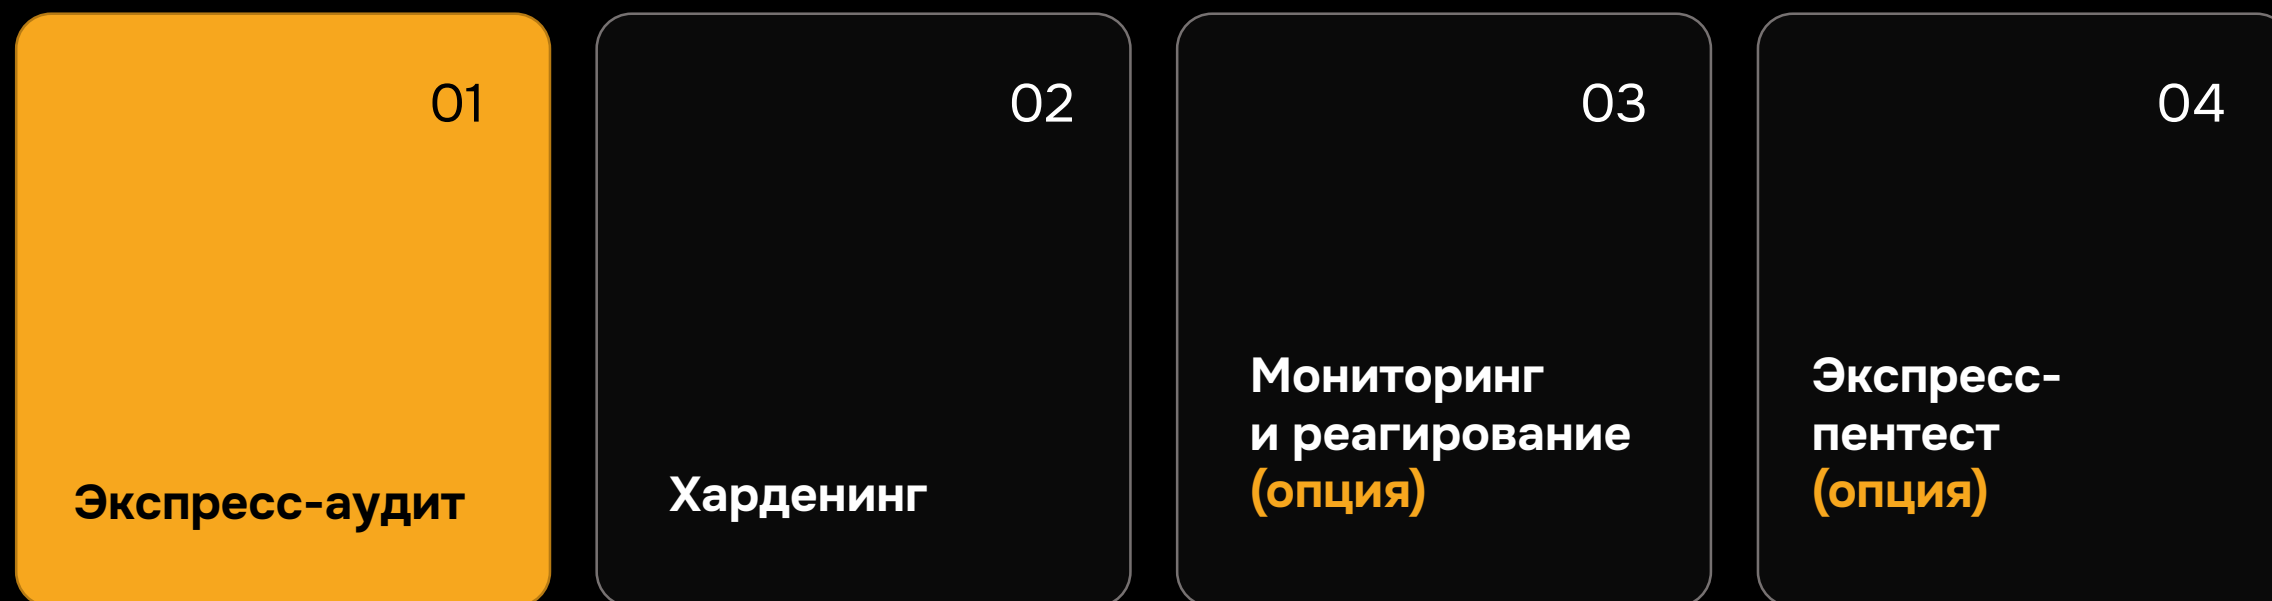 01
Экспресс-аудит
02
Харденинг
03
Мониторинг
и реагирование
(опция)
04
Экспресс-
пентест
(опция)